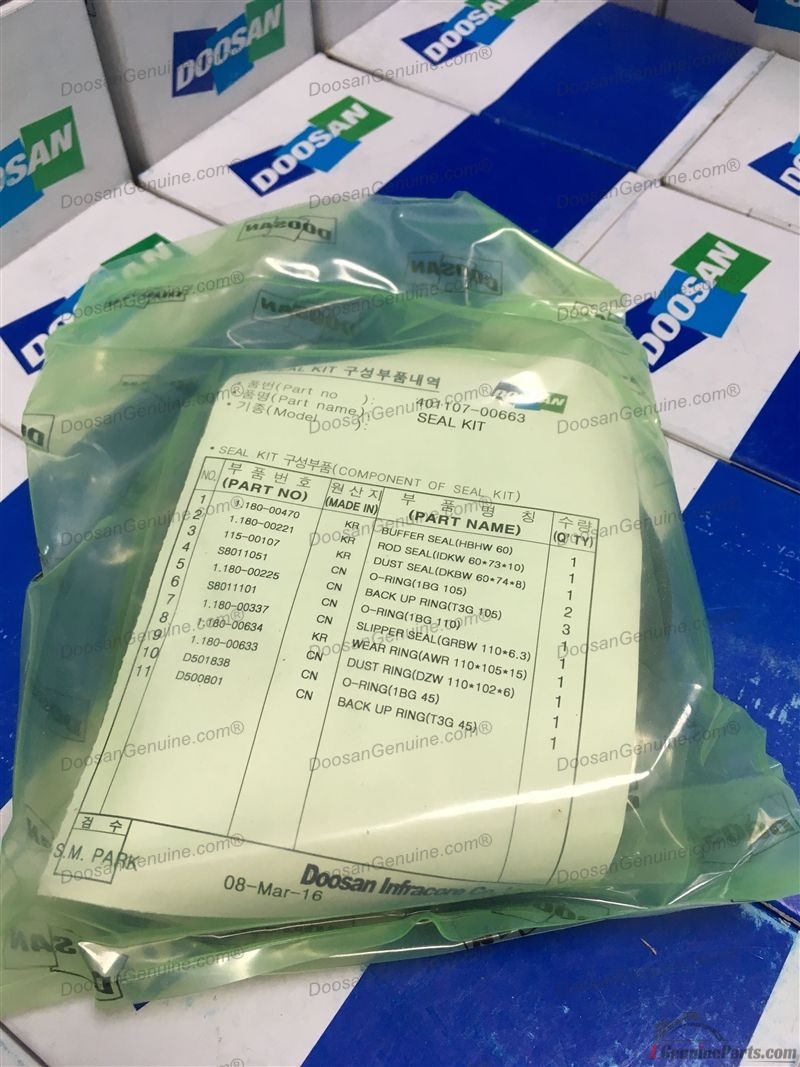 DOOSAN
DOOSAN
DOOSAN
DOOSAN
DOOSAN
DoosanGenuine.com®
SEAL KIT 구성부품내역
DOOSAN
* 품번(Part no ): 401107-00663
*품명(Part name): SEAL KIT
* 기종(Model ):
* SEAL KIT 구성부품(COMPONENT OF SEAL KIT)
NO. 부 품 번 호 (PART NO) 원 산 지 (MADE IN) 부 품 명 칭 (PART NAME) 수량 (Q'TY)
1 1.180-00470 KR BUFFER SEAL(HBHW 60) 1
2 1.180-00221 KR ROD SEAL(IDKW 60*73*10) 1
3 115-00107 KR DUST SEAL(DKBW 60*74*8) 1
4 S8011051 CN O-RING(1BG 105) 2
5 1.180-00225 CN BACK UP RING(T3G 105) 3
6 S8011101 CN O-RING(1BG 110) 1
7 1.180-00337 CN SLIPPER SEAL(GRBW 110*6.3) 1
8 1.180-00634 KR WEAR RING(AWR 110*105*15) 1
9 1.180-00633 CN DUST RING(DZW 110*102*6) 1
10 D501838 CN O-RING(1BG 45) 1
11 D500801 CN BACK UP RING(T3G 45) 1
검 수
S.M. PARK
08-Mar-16
Doosan Infracore Co.
1GenuineParts.com